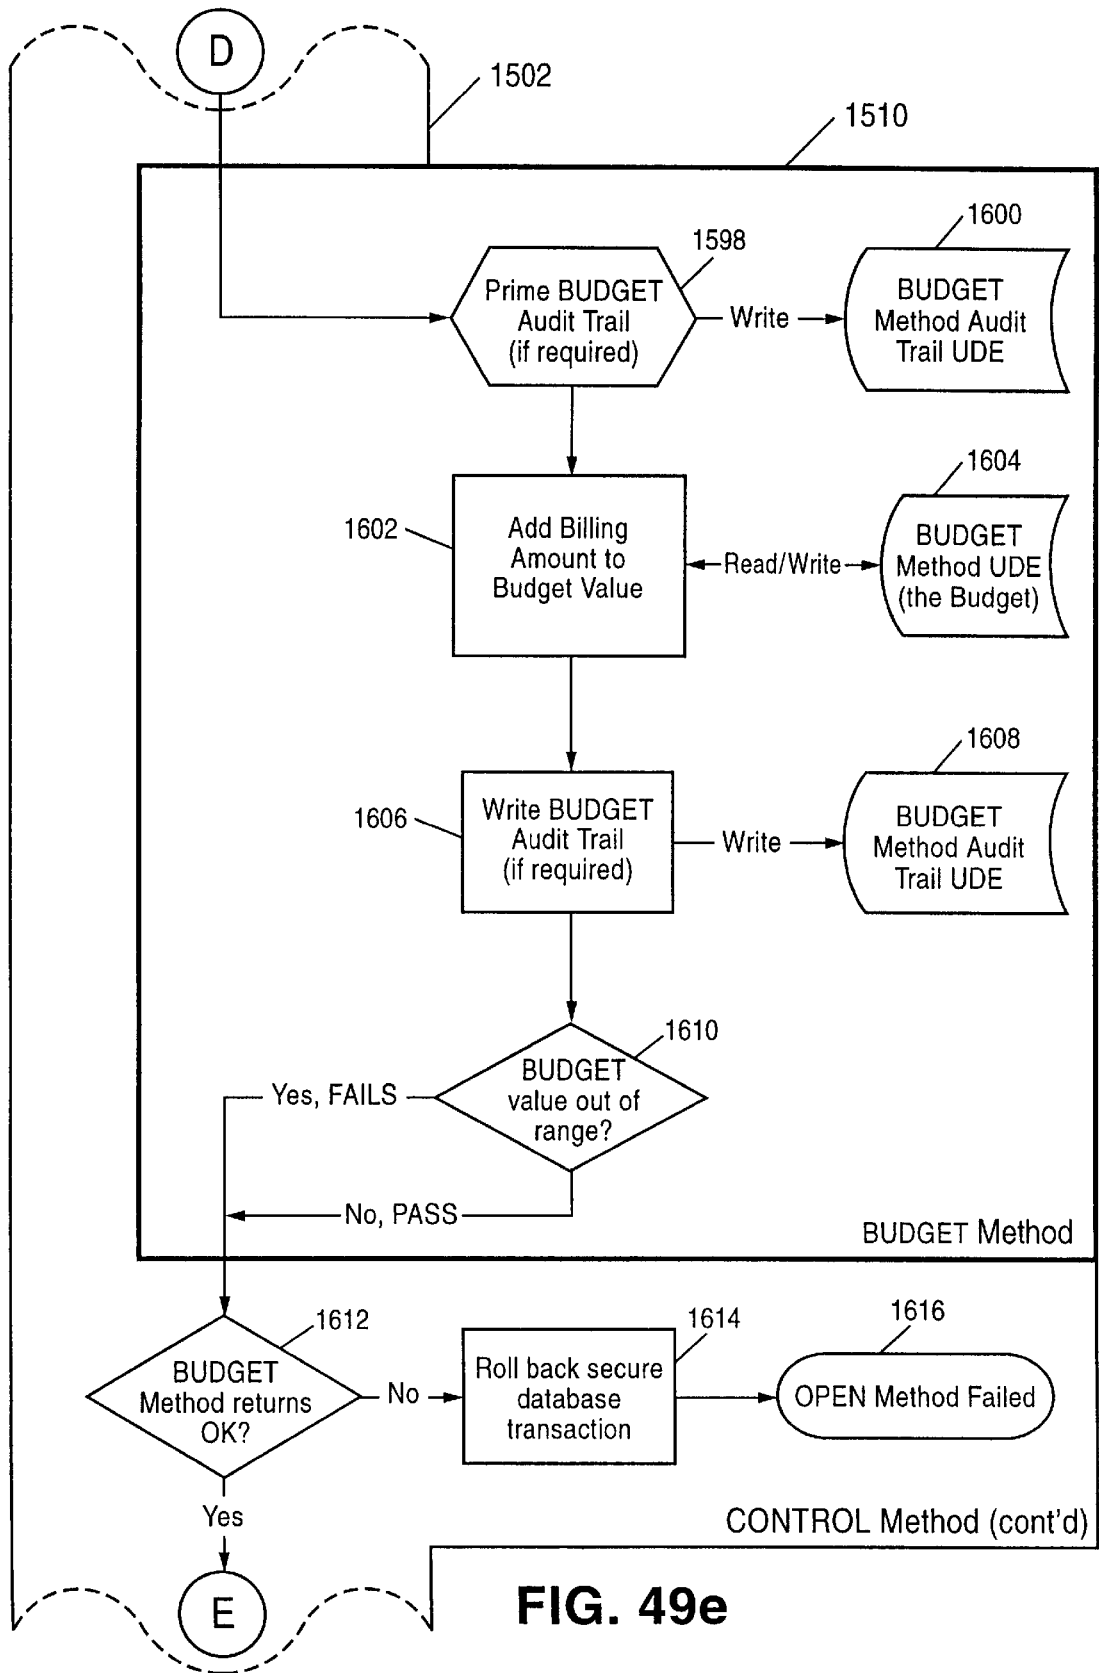 D
1502
1510
1598
1600
Prime BUDGET
Audit Trail
(if required)
Write
BUDGET
Method Audit
Trail UDE
1604
1602
Add Billing
Amount to
Budget Value
Read/Write
BUDGET
Method UDE
(the Budget)
1608
1606
Write BUDGET
Audit Trail
(if required)
Write
BUDGET
Method Audit
Trail UDE
1610
BUDGET
value out of
range?
Yes, FAILS
No, PASS
BUDGET Method
1612
1614
1616
BUDGET
Method returns
OK?
No
Roll back secure
database
transaction
OPEN Method Failed
Yes
CONTROL Method (cont'd)
E
FIG. 49e